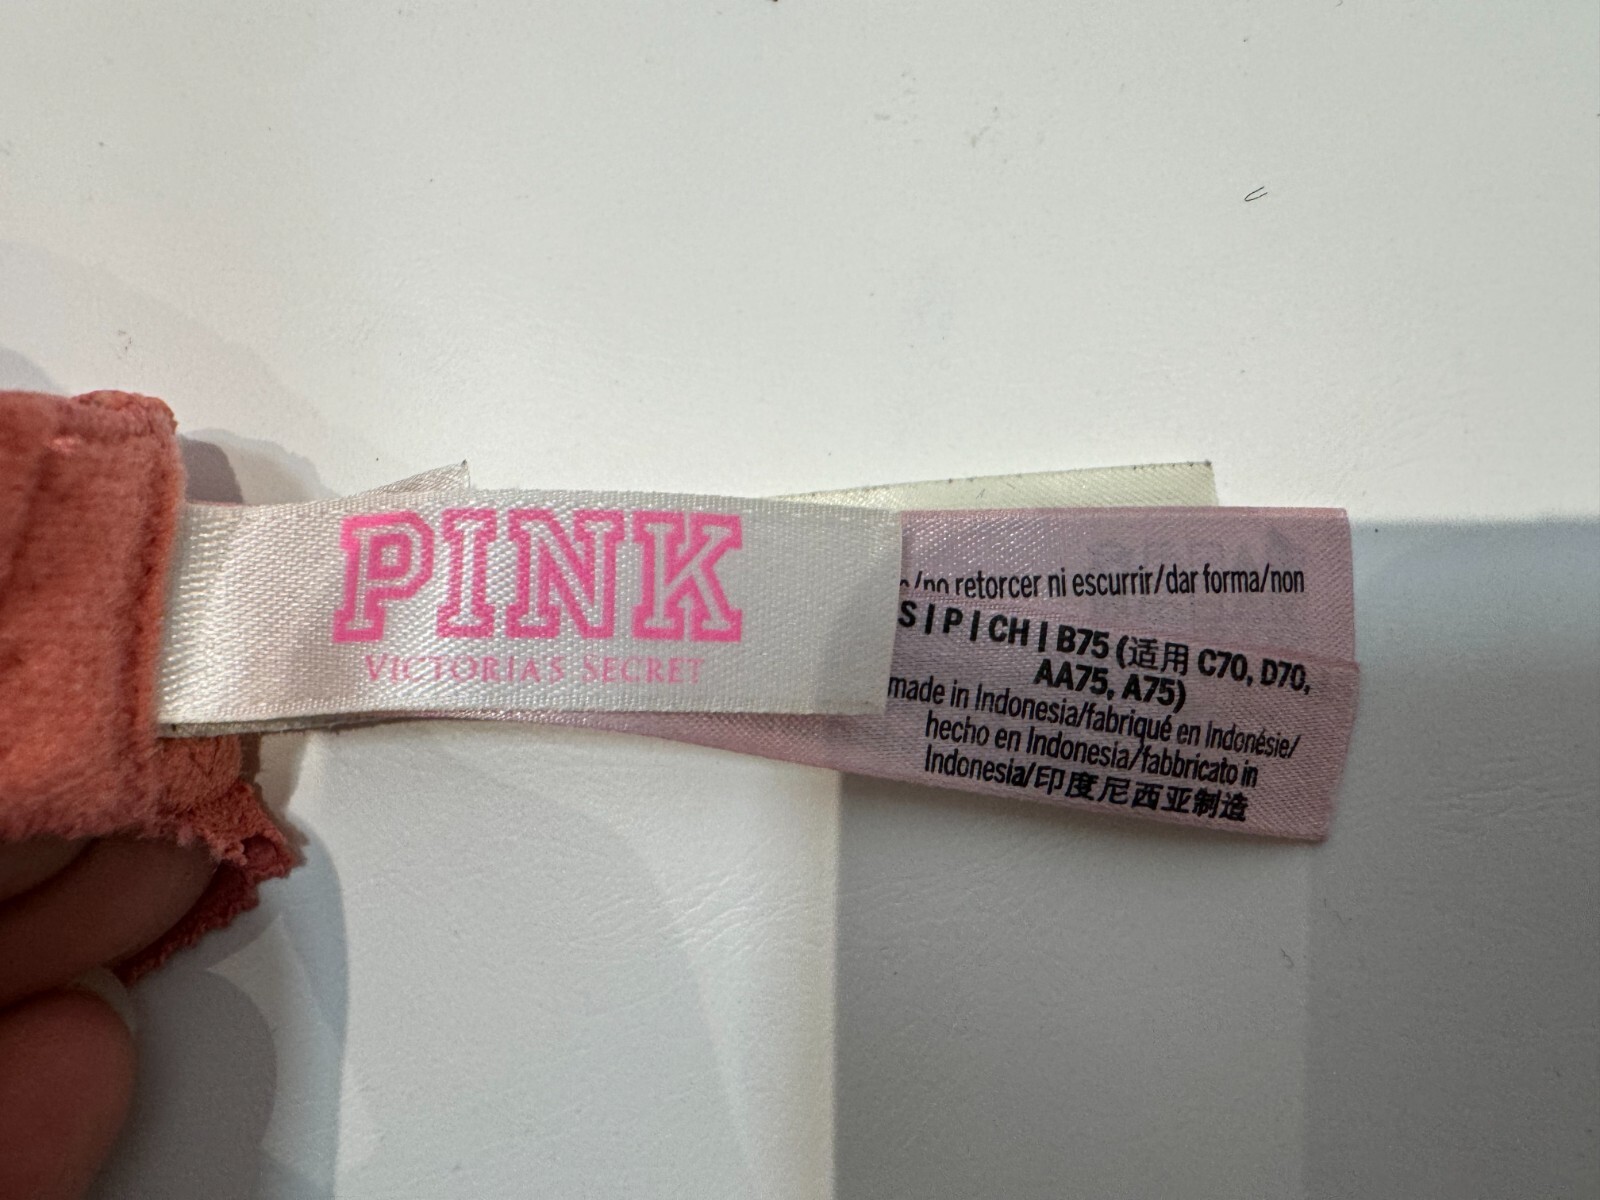 PINK
VICTORIA'S SECRET
/no retorcer ni escurrir/dar forma/non
S | P | CH | B75 (适用 C70, D70,
AA75, A75)
made in Indonesia/fabriqué en Indonésie/
hecho en Indonesia/fabbricato in
Indonesia/印度尼西亚制造